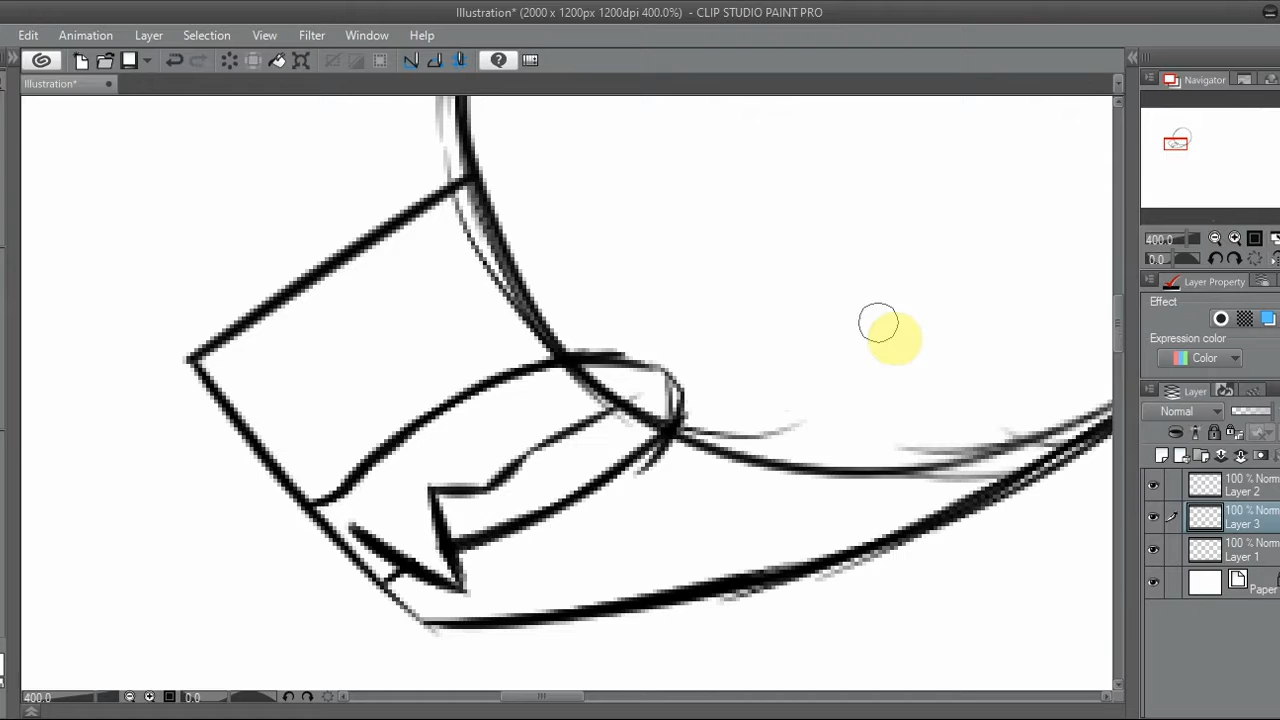 Illustration* (2000 x 1200px 1200dpi 400.0%) - CLIP STUDIO PAINT PRO
Edit Animation Layer Selection View Filter Window Help
Illustration*
Navigator
400.0
0.0
Layer Property
Effect
Expression color
Color
Layer
Normal
100 % Norm
Layer 2
100 % Norm
Layer 3
100 % Norm
Layer 1
Paper
400.0 0.0